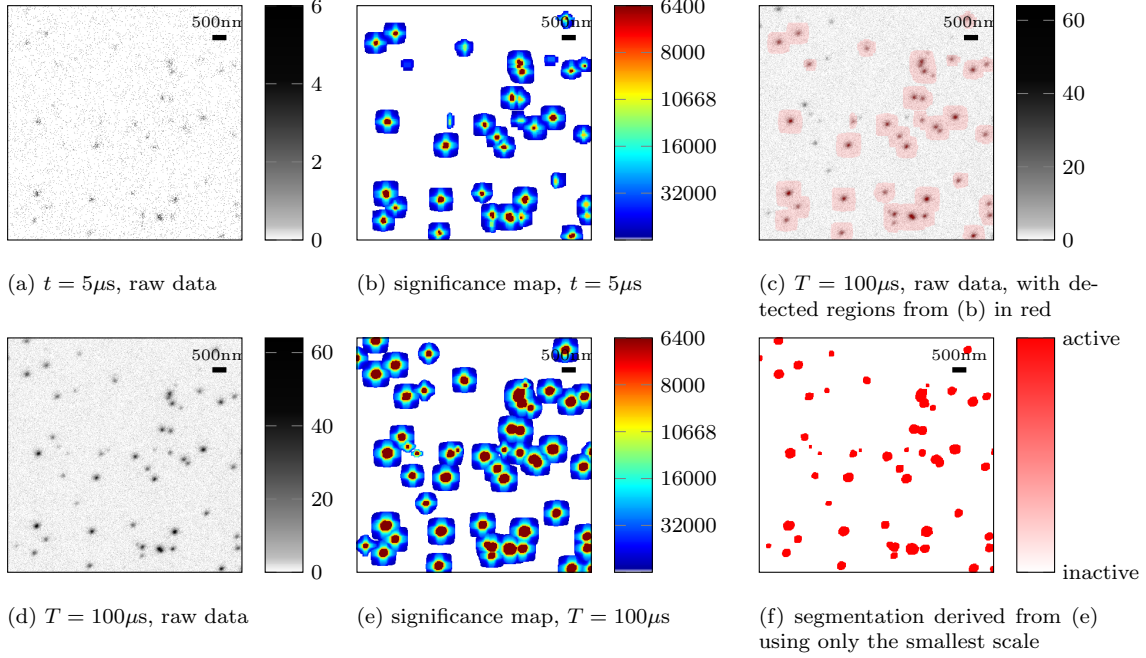 500nm
6
4
2
0
(a) t = 5μs, raw data
500nm
6400
8000
10668
16000
32000
(b) significance map, t = 5μs
500nm
60
40
20
0
(c) T = 100μs, raw data, with de-
tected regions from (b) in red
500nm
60
40
20
0
(d) T = 100μs, raw data
500nm
6400
8000
10668
16000
32000
(e) significance map, T = 100μs
500nm
active
inactive
(f) segmentation derived from (e)
using only the smallest scale